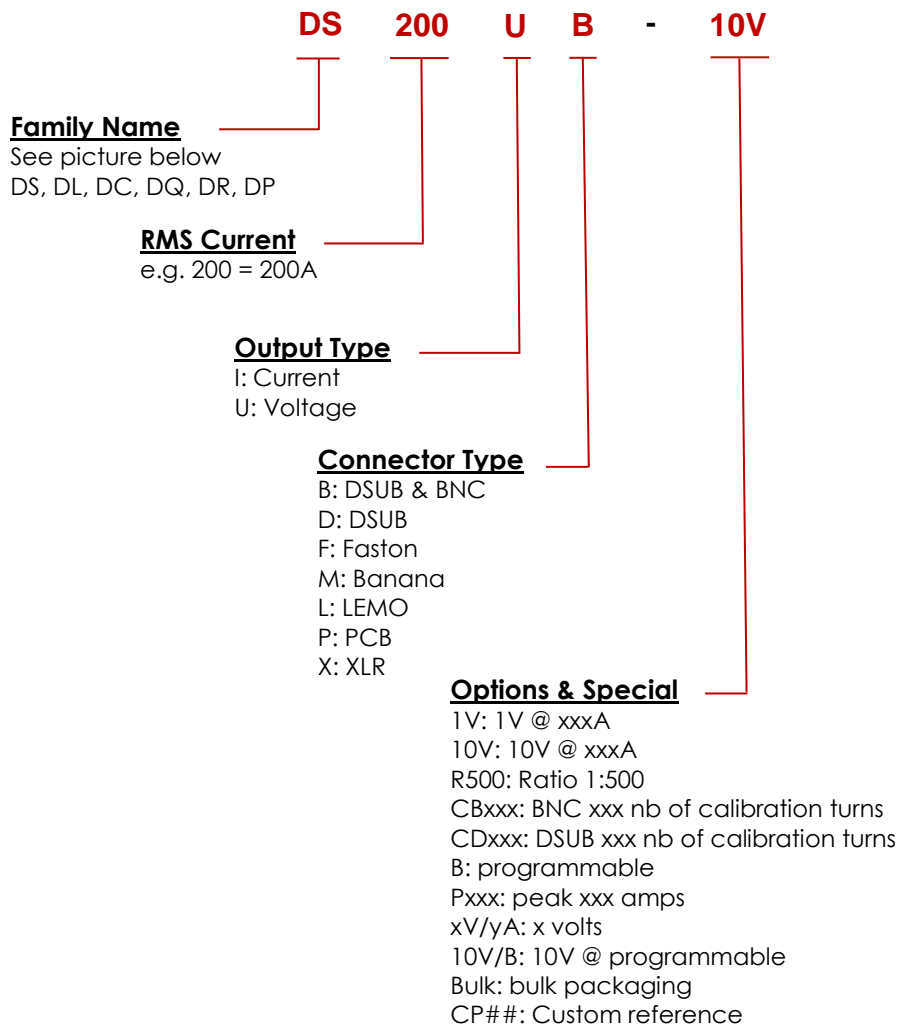 DS 200 U B - 10V
Family Name
See picture below
DS, DL, DC, DQ, DR, DP
RMS Current
e.g. 200 = 200A
Output Type
I: Current
U: Voltage
Connector Type
B: DSUB & BNC
D: DSUB
F: Faston
M: Banana
L: LEMO
P: PCB
X: XLR
Options & Special
1V: 1V @ xxxA
10V: 10V @ xxxA
R500: Ratio 1:500
CBxxx: BNC xxx nb of calibration turns
CDxxx: DSUB xxx nb of calibration turns
B: programmable
Pxxx: peak xxx amps
xV/yA: x volts
10V/B: 10V @ programmable
Bulk: bulk packaging
CP##: Custom reference